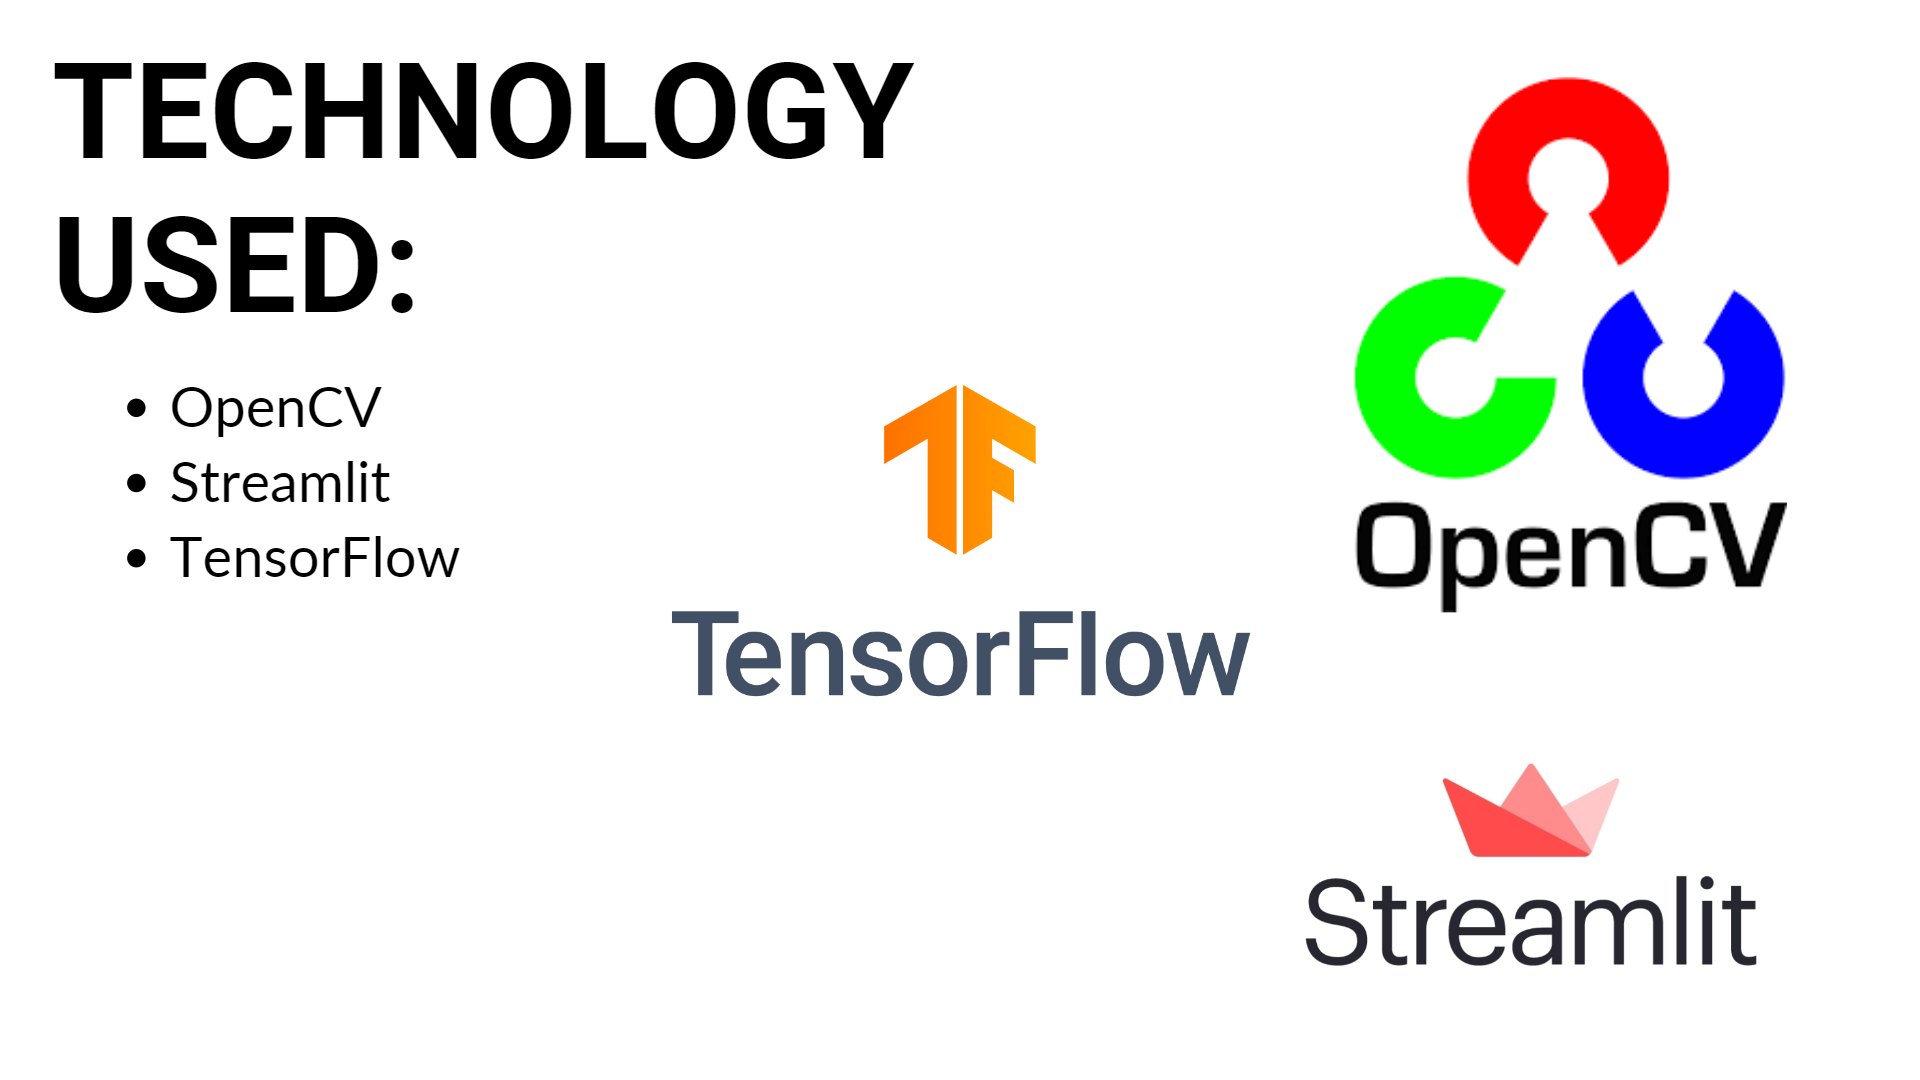 TECHNOLOGY
USED:
• OpenCV
• Streamlit
• TensorFlow
TensorFlow
OpenCV
Streamlit